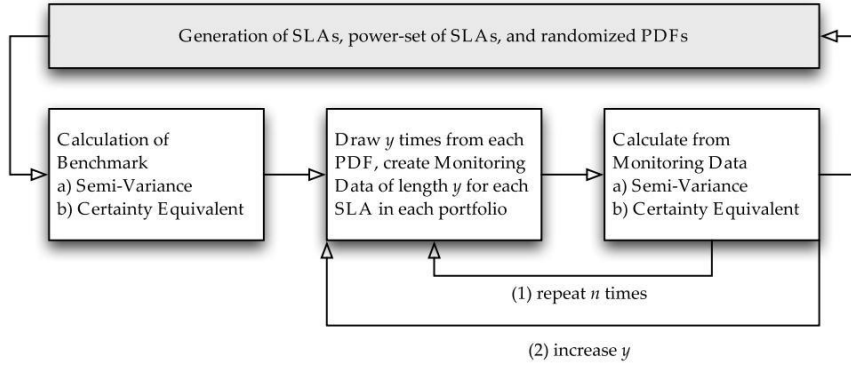 Generation of SLAs, power-set of SLAs, and randomized PDFs
Calculation of
Benchmark
a) Semi-Variance
b) Certainty Equivalent
Draw y times from each
PDF, create Monitoring
Data of length y for each
SLA in each portfolio
Calculate from
Monitoring Data
a) Semi-Variance
b) Certainty Equivalent
(1) repeat n times
(2) increase y